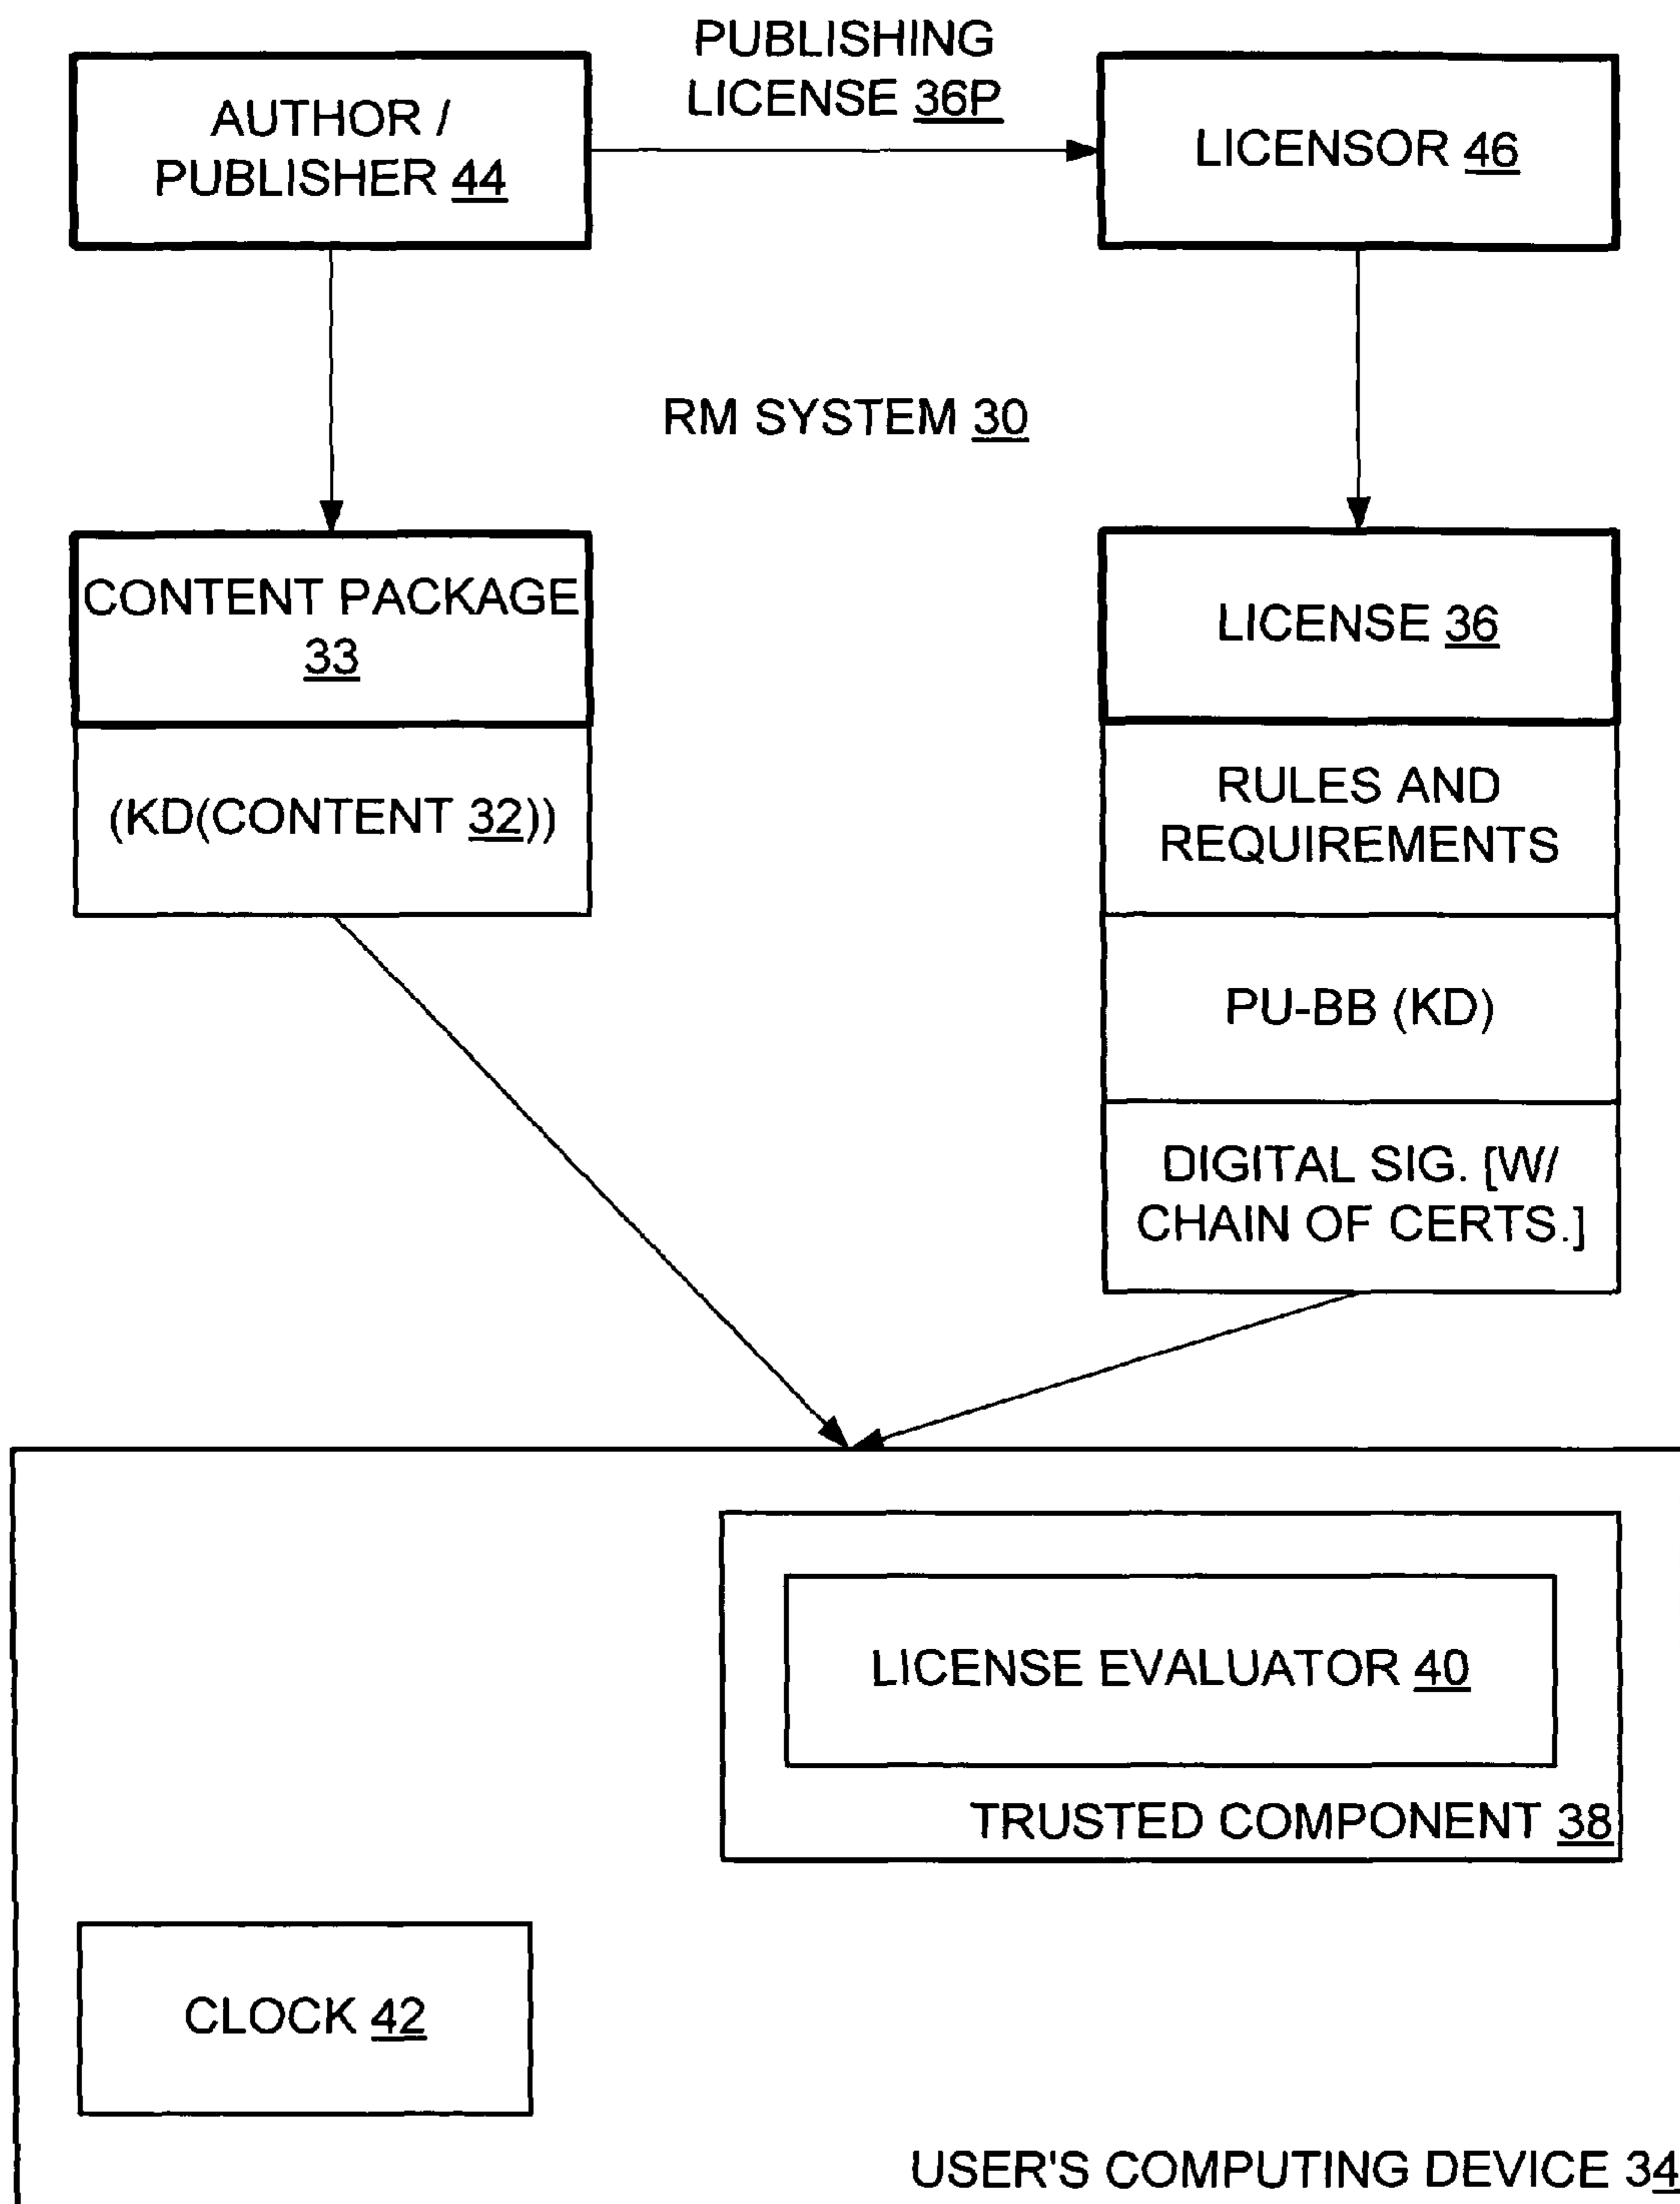 PUBLISHING
LICENSE 36P
AUTHOR /
PUBLISHER 44
LICENSOR 46
RM SYSTEM 30
CONTENT PACKAGE
33
(KD(CONTENT 32))
LICENSE 36
RULES AND
REQUIREMENTS
PU-BB (KD)
DIGITAL SIG. [W/
CHAIN OF CERTS.]
LICENSE EVALUATOR 40
TRUSTED COMPONENT 38
CLOCK 42
USER'S COMPUTING DEVICE 34